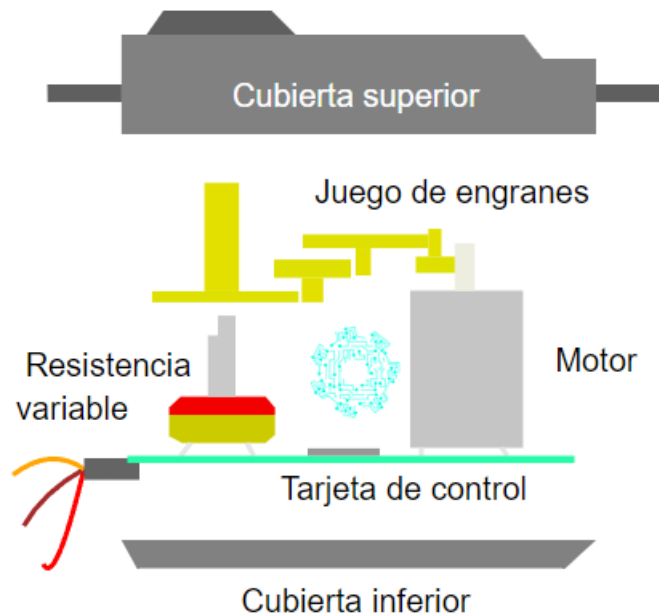 Cubierta superior
Juego de engranes
Resistencia
variable
Motor
Tarjeta de control
Cubierta inferior